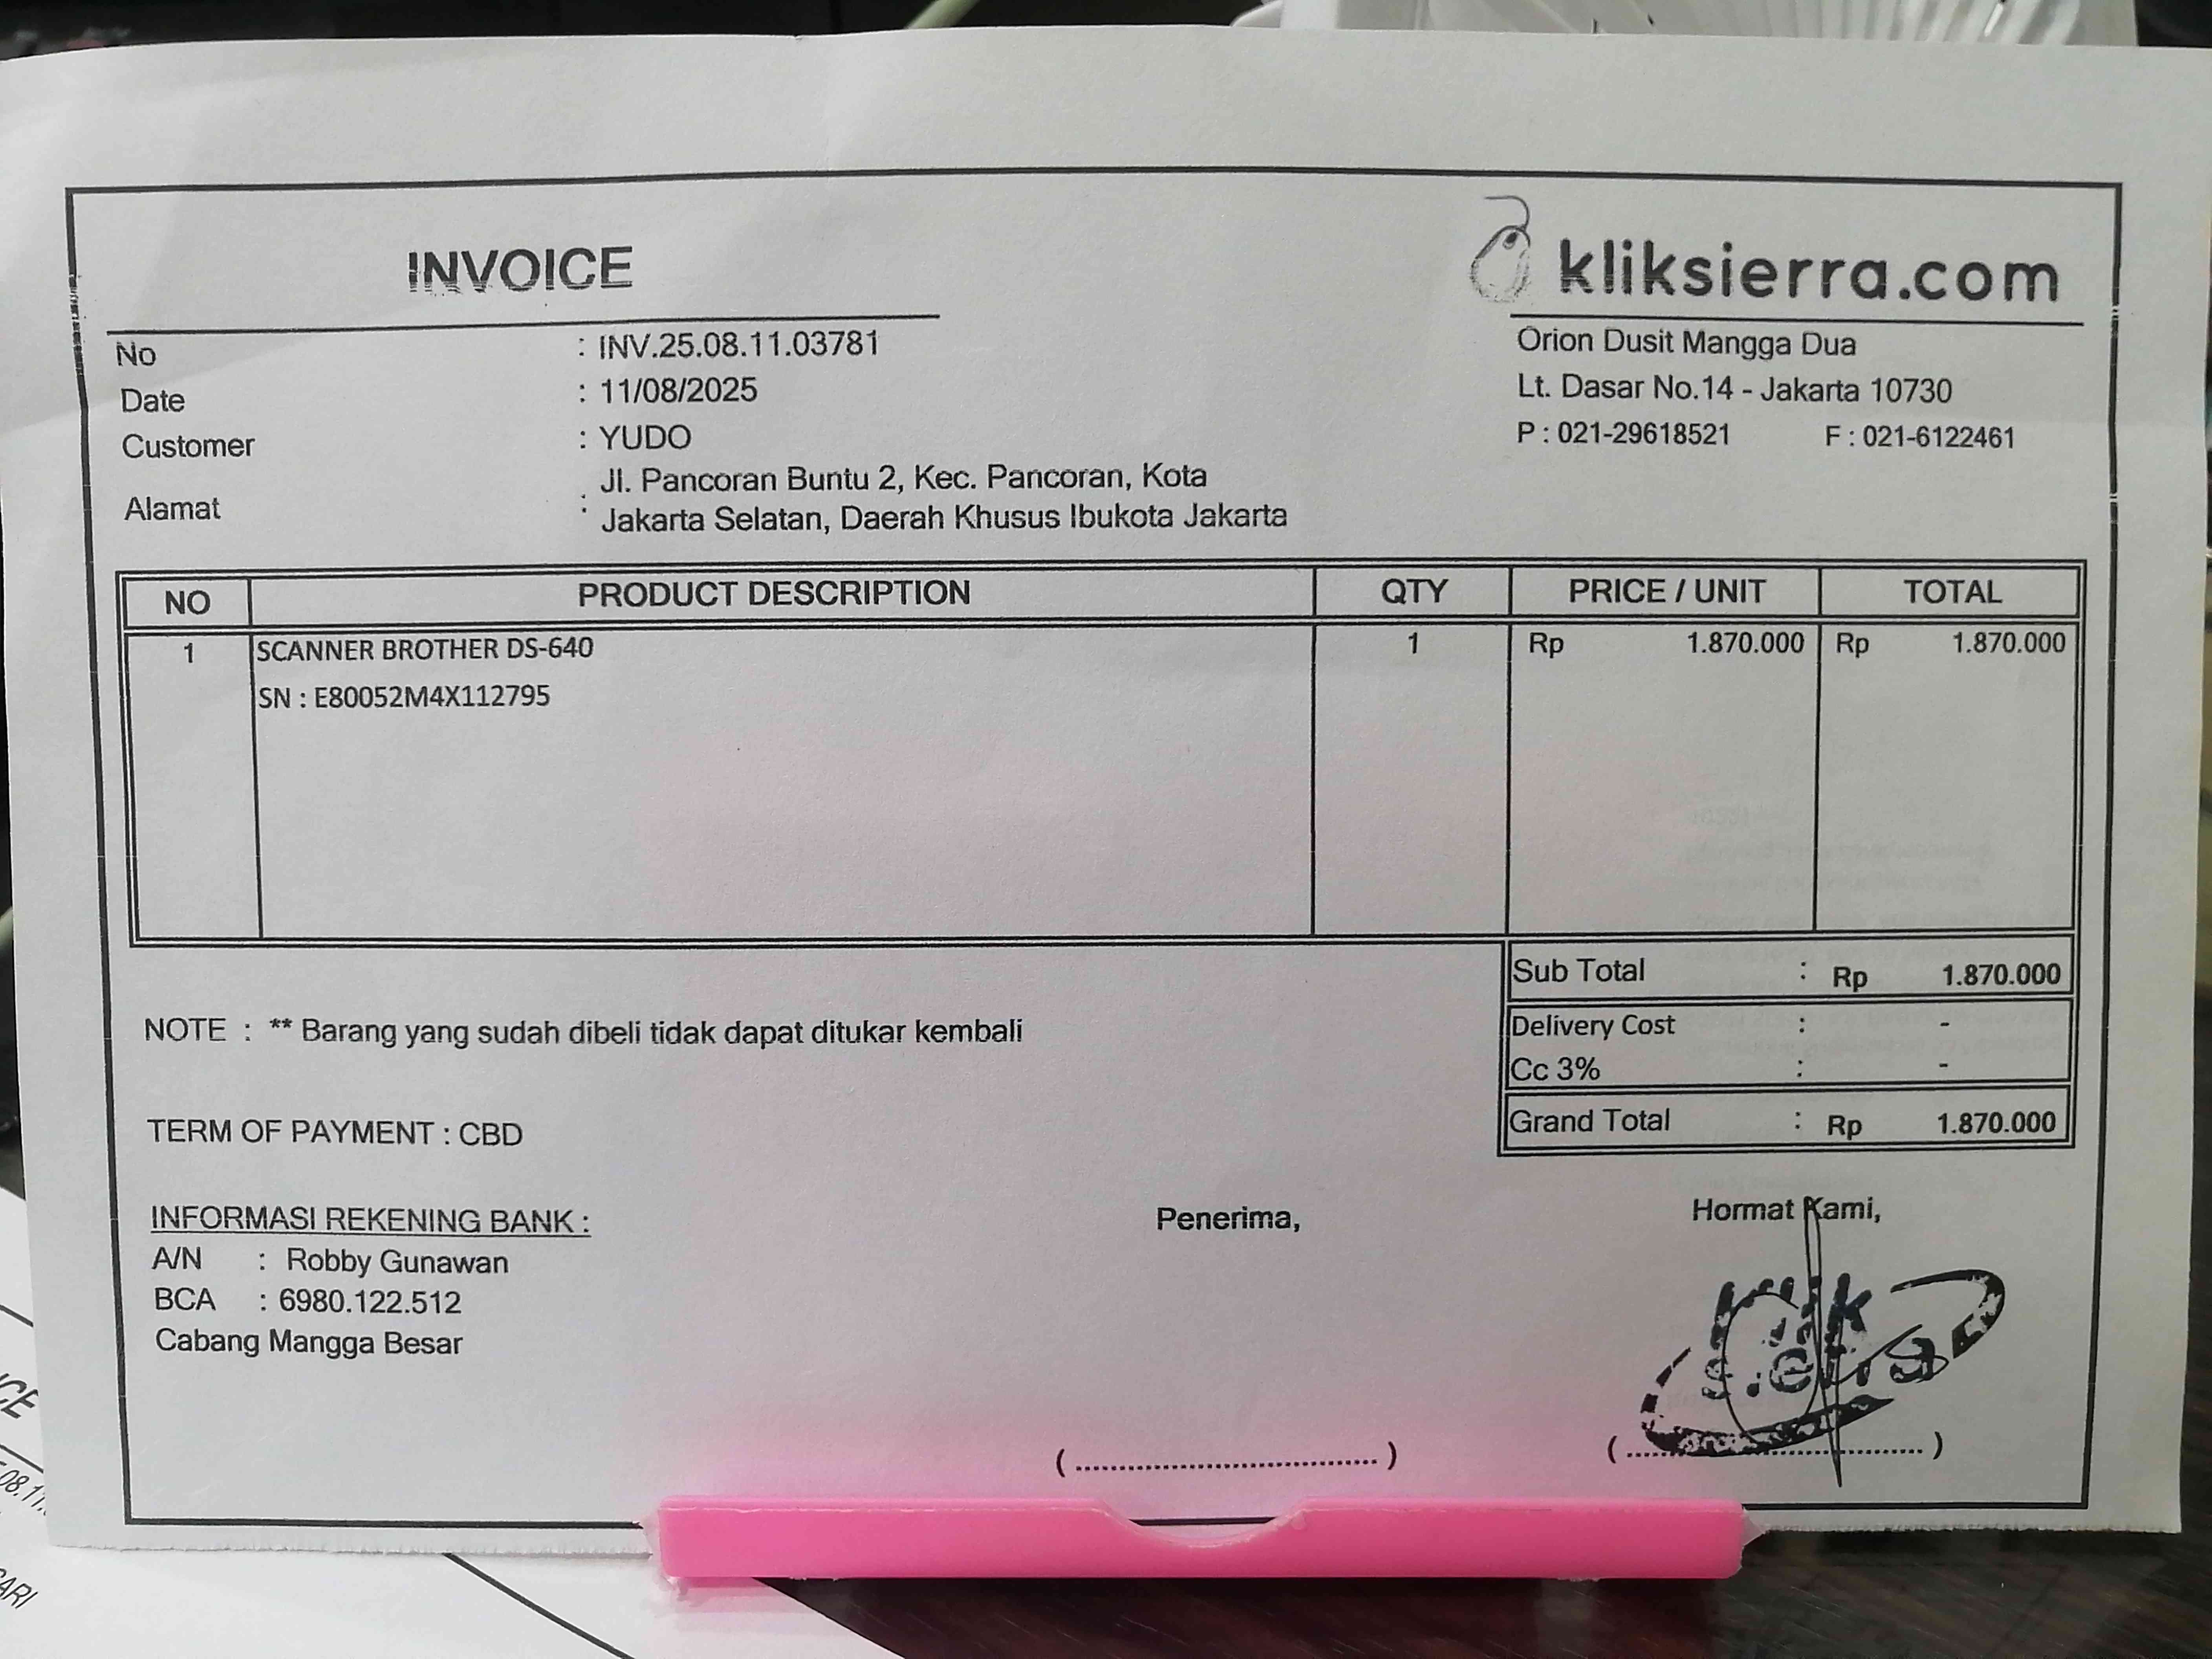 INVOICE
kliksierra.com
No : INV.25.08.11.03781
Date : 11/08/2025
Customer : YUDO
Alamat : Jl. Pancoran Buntu 2, Kec. Pancoran, Kota
Jakarta Selatan, Daerah Khusus Ibukota Jakarta
Orion Dusit Mangga Dua
Lt. Dasar No.14 - Jakarta 10730
P : 021-29618521 F : 021-6122461
NO PRODUCT DESCRIPTION QTY PRICE / UNIT TOTAL
1 SCANNER BROTHER DS-640 1 Rp 1.870.000 Rp 1.870.000
SN : E80052M4X112795
Sub Total : Rp 1.870.000
Delivery Cost : -
Cc 3% : -
Grand Total : Rp 1.870.000
NOTE : ** Barang yang sudah dibeli tidak dapat ditukar kembali
TERM OF PAYMENT : CBD
INFORMASI REKENING BANK :
A/N : Robby Gunawan
BCA : 6980.122.512
Cabang Mangga Besar
Penerima,
(.......................................)
Hormat Kami,
klik
sierra
(.......................................)